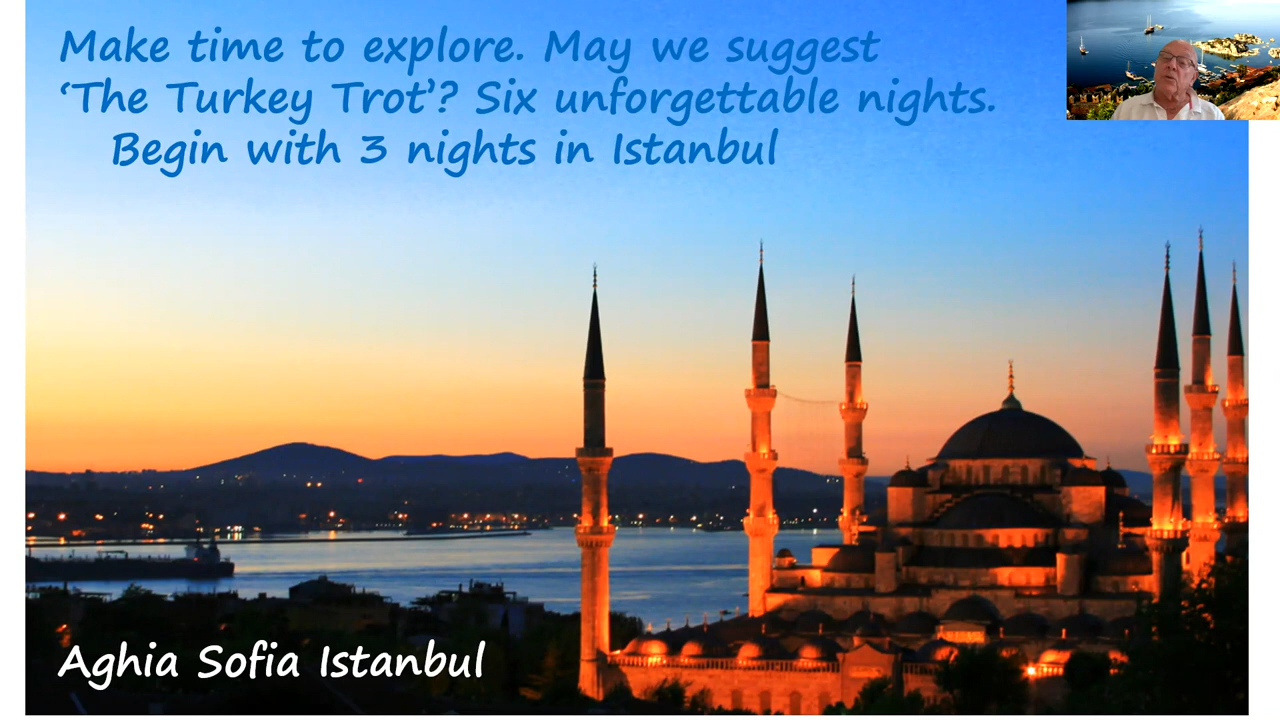 Make time to explore. May we suggest
‘The Turkey Trot’? Six unforgettable nights.
Begin with 3 nights in Istanbul
Aghia Sofia Istanbul